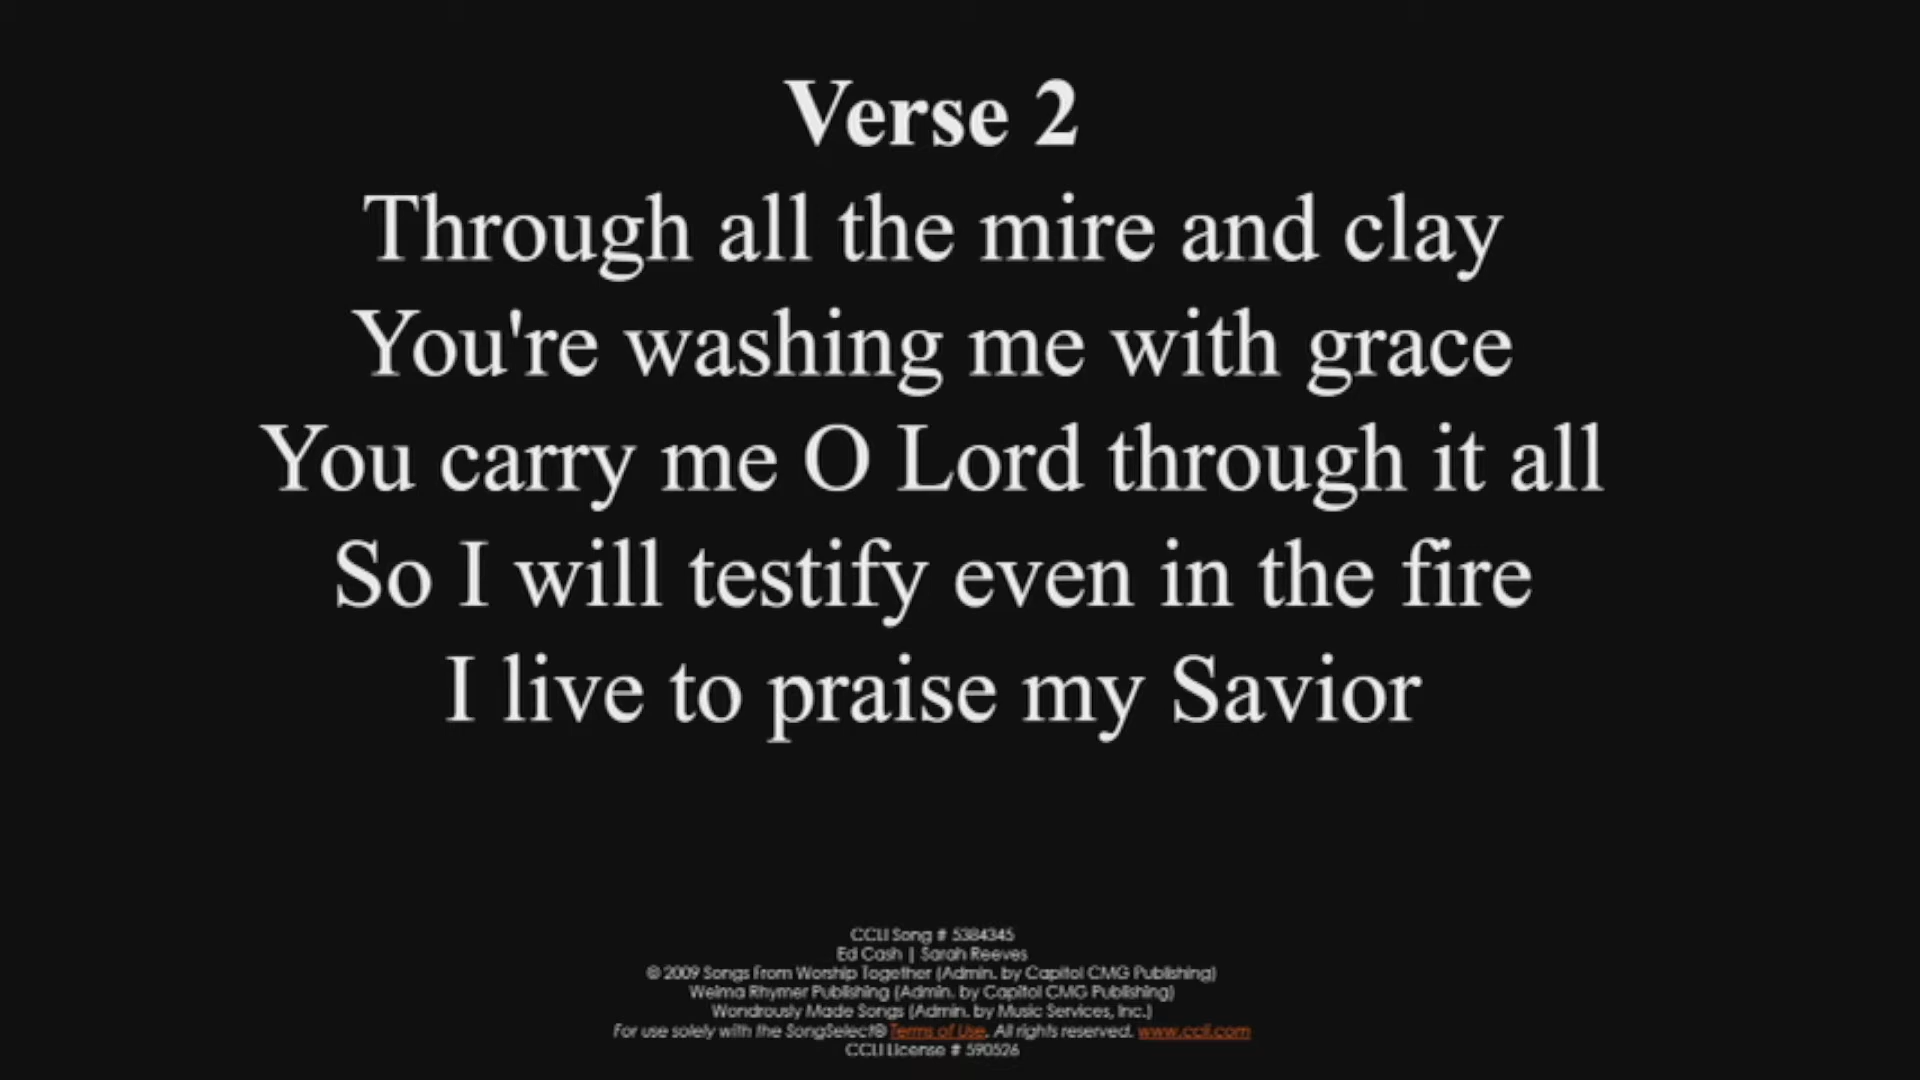 Verse 2
Through all the mire and clay
You're washing me with grace
You carry me O Lord through it all
So I will testify even in the fire
I live to praise my Savior
CCLI Song # 5384345
Ed Cash | Sarah Reeves
© 2009 Songs From Worship Together (Admin. by Capitol CMG Publishing)
Welma Rhymer Publishing (Admin. by Capitol CMG Publishing)
Wondrously Made Songs (Admin. by Music Services, Inc.)
For use solely with the SongSelect® Terms of Use. All rights reserved. www.ccli.com
CCLI License # 590526